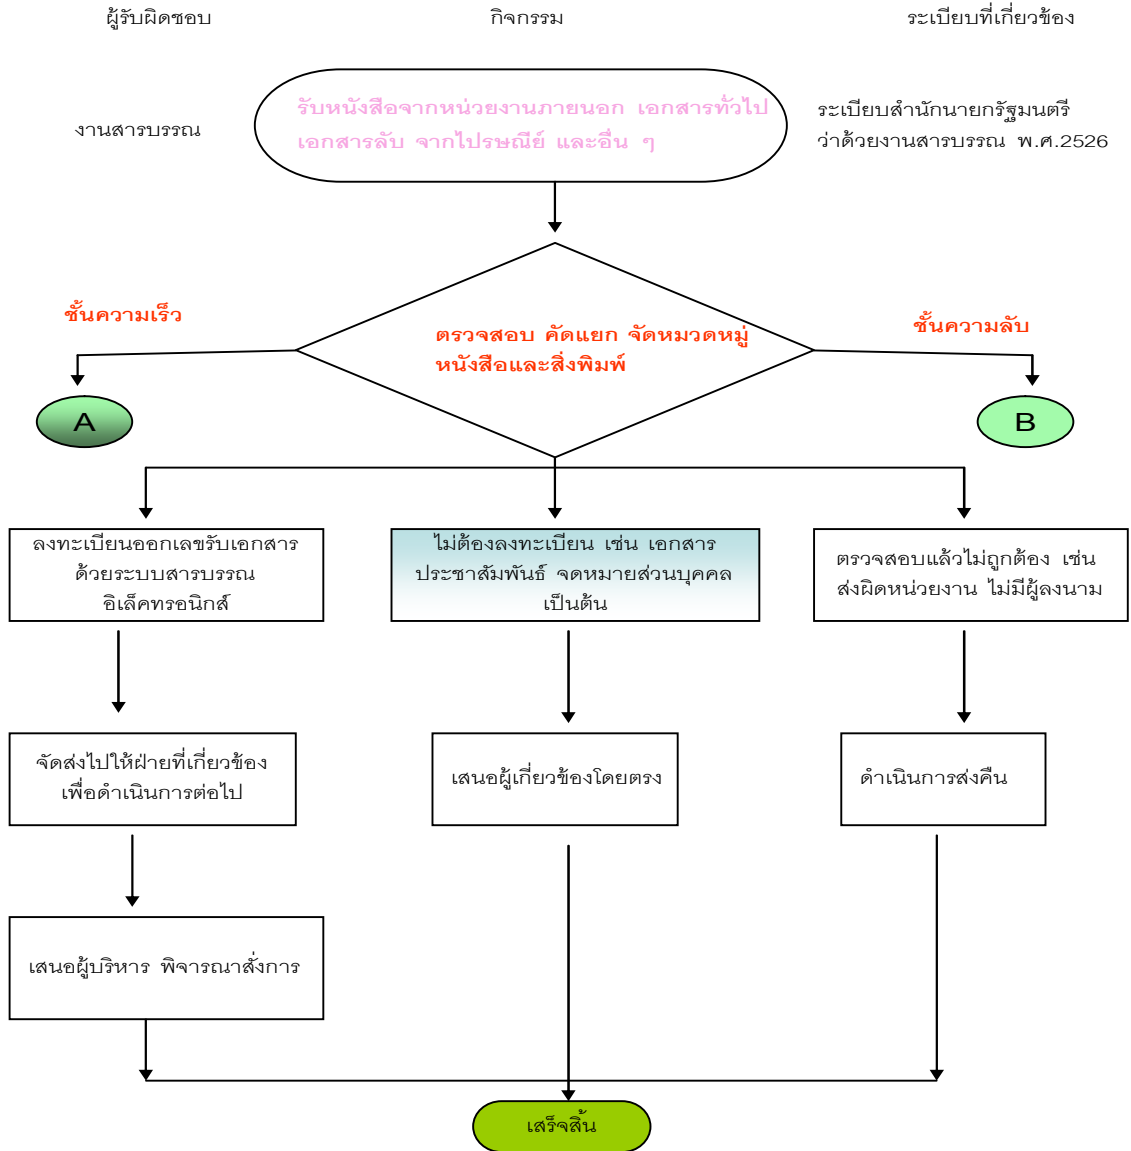 ผู้รับผิดชอบ
กิจกรรม
ระเบียบที่เกี่ยวข้อง
งานสารบรรณ
รับหนังสือจากหน่วยงานภายนอก เอกสารทั่วไป
เอกสารลับ จากไปรษณีย์ และอื่น ๆ
ระเบียบสำนักนายกรัฐมนตรี
ว่าด้วยงานสารบรรณ พ.ศ.2526
ชั้นความเร็ว
ตรวจสอบ คัดแยก จัดหมวดหมู่
หนังสือและสิ่งพิมพ์
ชั้นความลับ
A
B
ลงทะเบียนออกเลขรับเอกสาร
ด้วยระบบสารบรรณ
อิเล็คทรอนิกส์
ไม่ต้องลงทะเบียน เช่น เอกสาร
ประชาสัมพันธ์ จดหมายส่วนบุคคล
เป็นต้น
ตรวจสอบแล้วไม่ถูกต้อง เช่น
ส่งผิดหน่วยงาน ไม่มีผู้ลงนาม
จัดส่งไปให้ฝ่ายที่เกี่ยวข้อง
เพื่อดำเนินการต่อไป
เสนอผู้เกี่ยวข้องโดยตรง
ดำเนินการส่งคืน
เสนอผู้บริหาร พิจารณาสั่งการ
เสร็จสิ้น